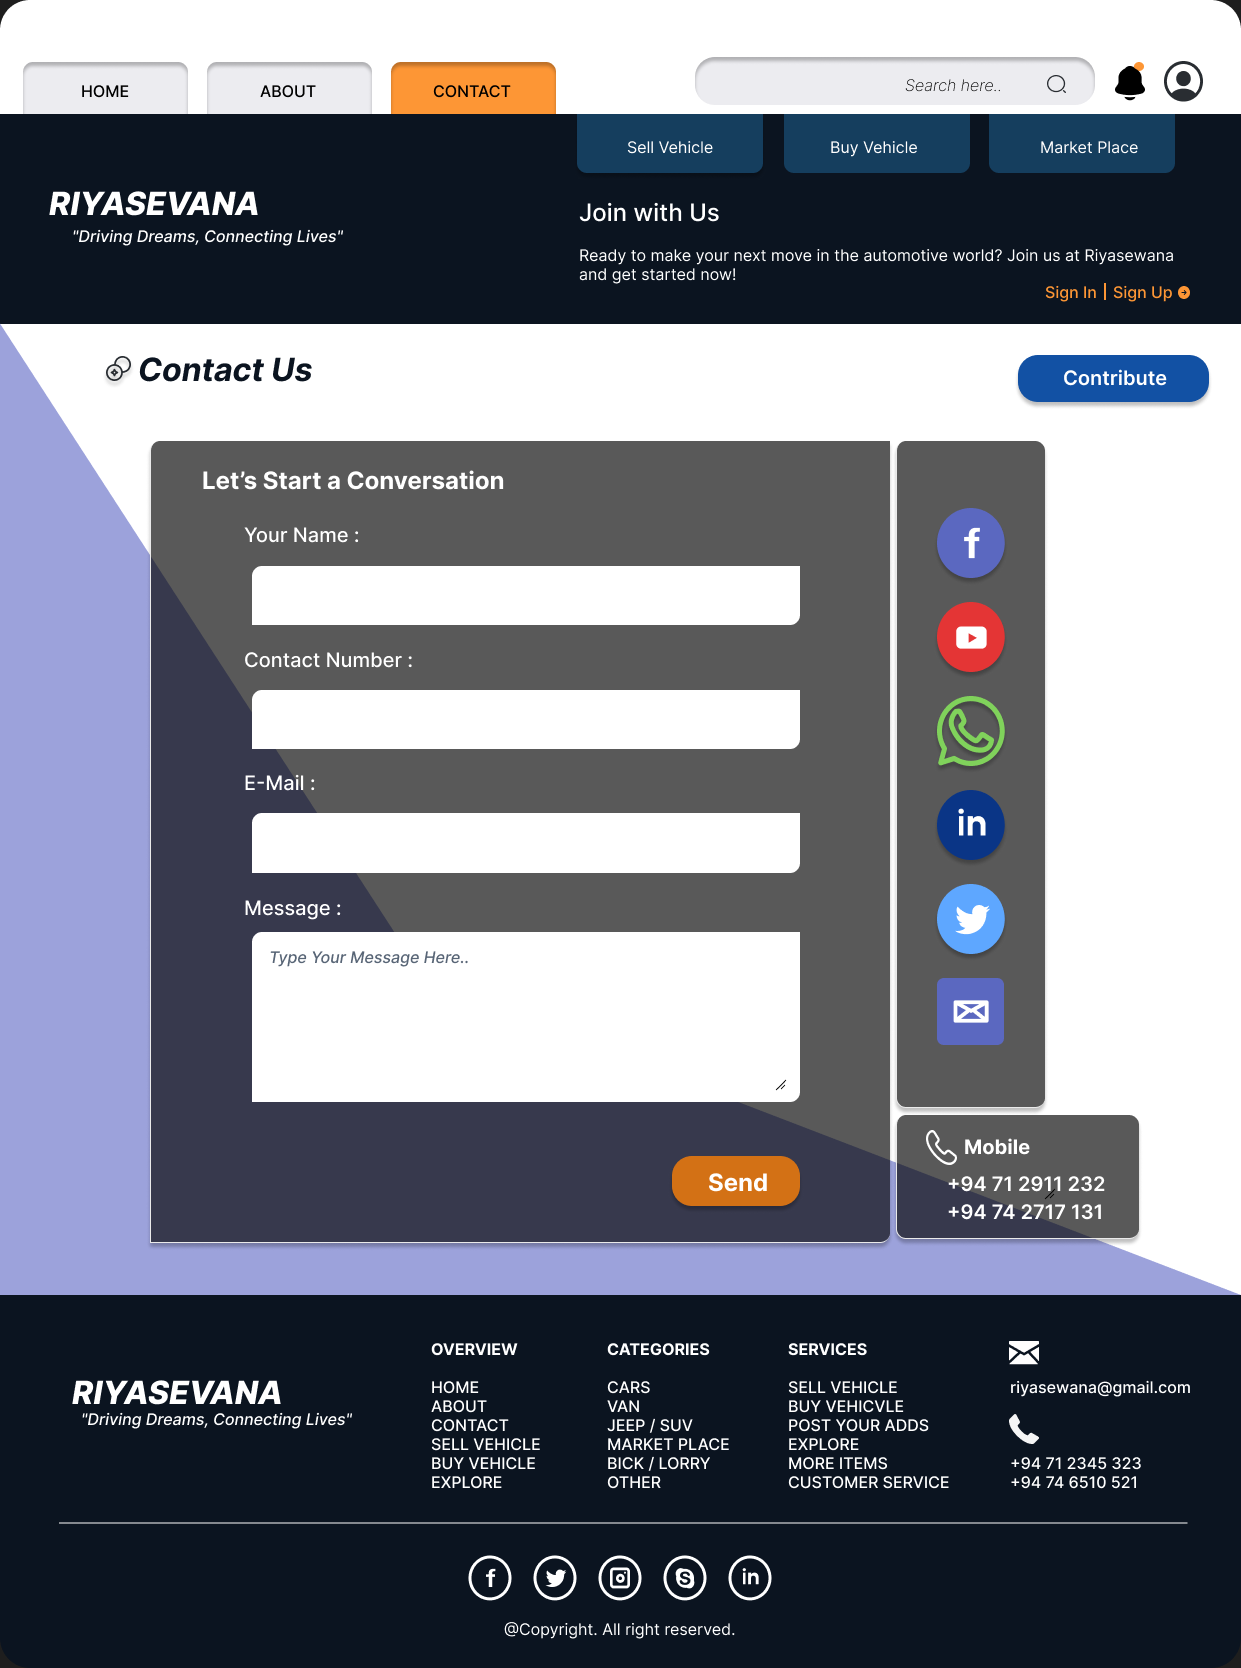 HOME
ABOUT
CONTACT
Search here..
Sell Vehicle
Buy Vehicle
Market Place
RIYASEVANA
"Driving Dreams, Connecting Lives"
Join with Us
Ready to make your next move in the automotive world? Join us at Riyasewana
and get started now!
Sign In | Sign Up
Contact Us
Contribute
Let’s Start a Conversation
Your Name :
Contact Number :
E-Mail :
Message :
Type Your Message Here..
Send
f
in
Mobile
+94 71 2911 232
+94 74 2717 131
RIYASEVANA
"Driving Dreams, Connecting Lives"
OVERVIEW
HOME
ABOUT
CONTACT
SELL VEHICLE
BUY VEHICLE
EXPLORE
CATEGORIES
CARS
VAN
JEEP / SUV
MARKET PLACE
BICK / LORRY
OTHER
SERVICES
SELL VEHICLE
BUY VEHICVLE
POST YOUR ADDS
EXPLORE
MORE ITEMS
CUSTOMER SERVICE
riyasewana@gmail.com
+94 71 2345 323
+94 74 6510 521
f
S
in
@Copyright. All right reserved.